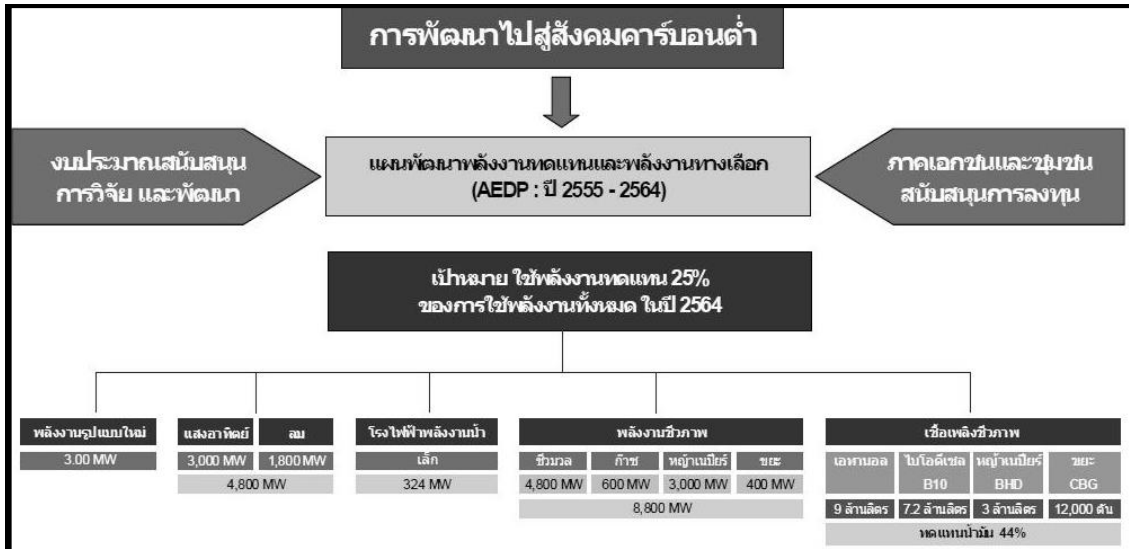 การพัฒนาไปสู่สังคมคาร์บอนต่ำ
งบประมาณสนับสนุน
การวิจัย และพัฒนา
แผนพัฒนาพลังงานทดแทนและพลังงานทางเลือก
(AEDP : ปี 2555 - 2564)
ภาคเอกชนและชุมชน
สนับสนุนการลงทุน
เป้าหมาย ใช้พลังงานทดแทน 25%
ของการใช้พลังงานทั้งหมด ในปี 2564
พลังงานรูปแบบใหม่
3.00 MW
แสงอาทิตย์ ลม
3,000 MW 1,800 MW
4,800 MW
โรงไฟฟ้าพลังงานน้ำ
เล็ก
324 MW
พลังงานชีวภาพ
ชีวมวล ก๊าซ หญ้าเนเปียร์ ขยะ
4,800 MW 600 MW 3,000 MW 400 MW
8,800 MW
เชื้อเพลิงชีวภาพ
เอทานอล ไบโอดีเซล หญ้าเนเปียร์ ขยะ
B10 BHD CBG
9 ล้านลิตร 7.2 ล้านลิตร 3 ล้านลิตร 12,000 ตัน
ทดแทนน้ำมัน 44%